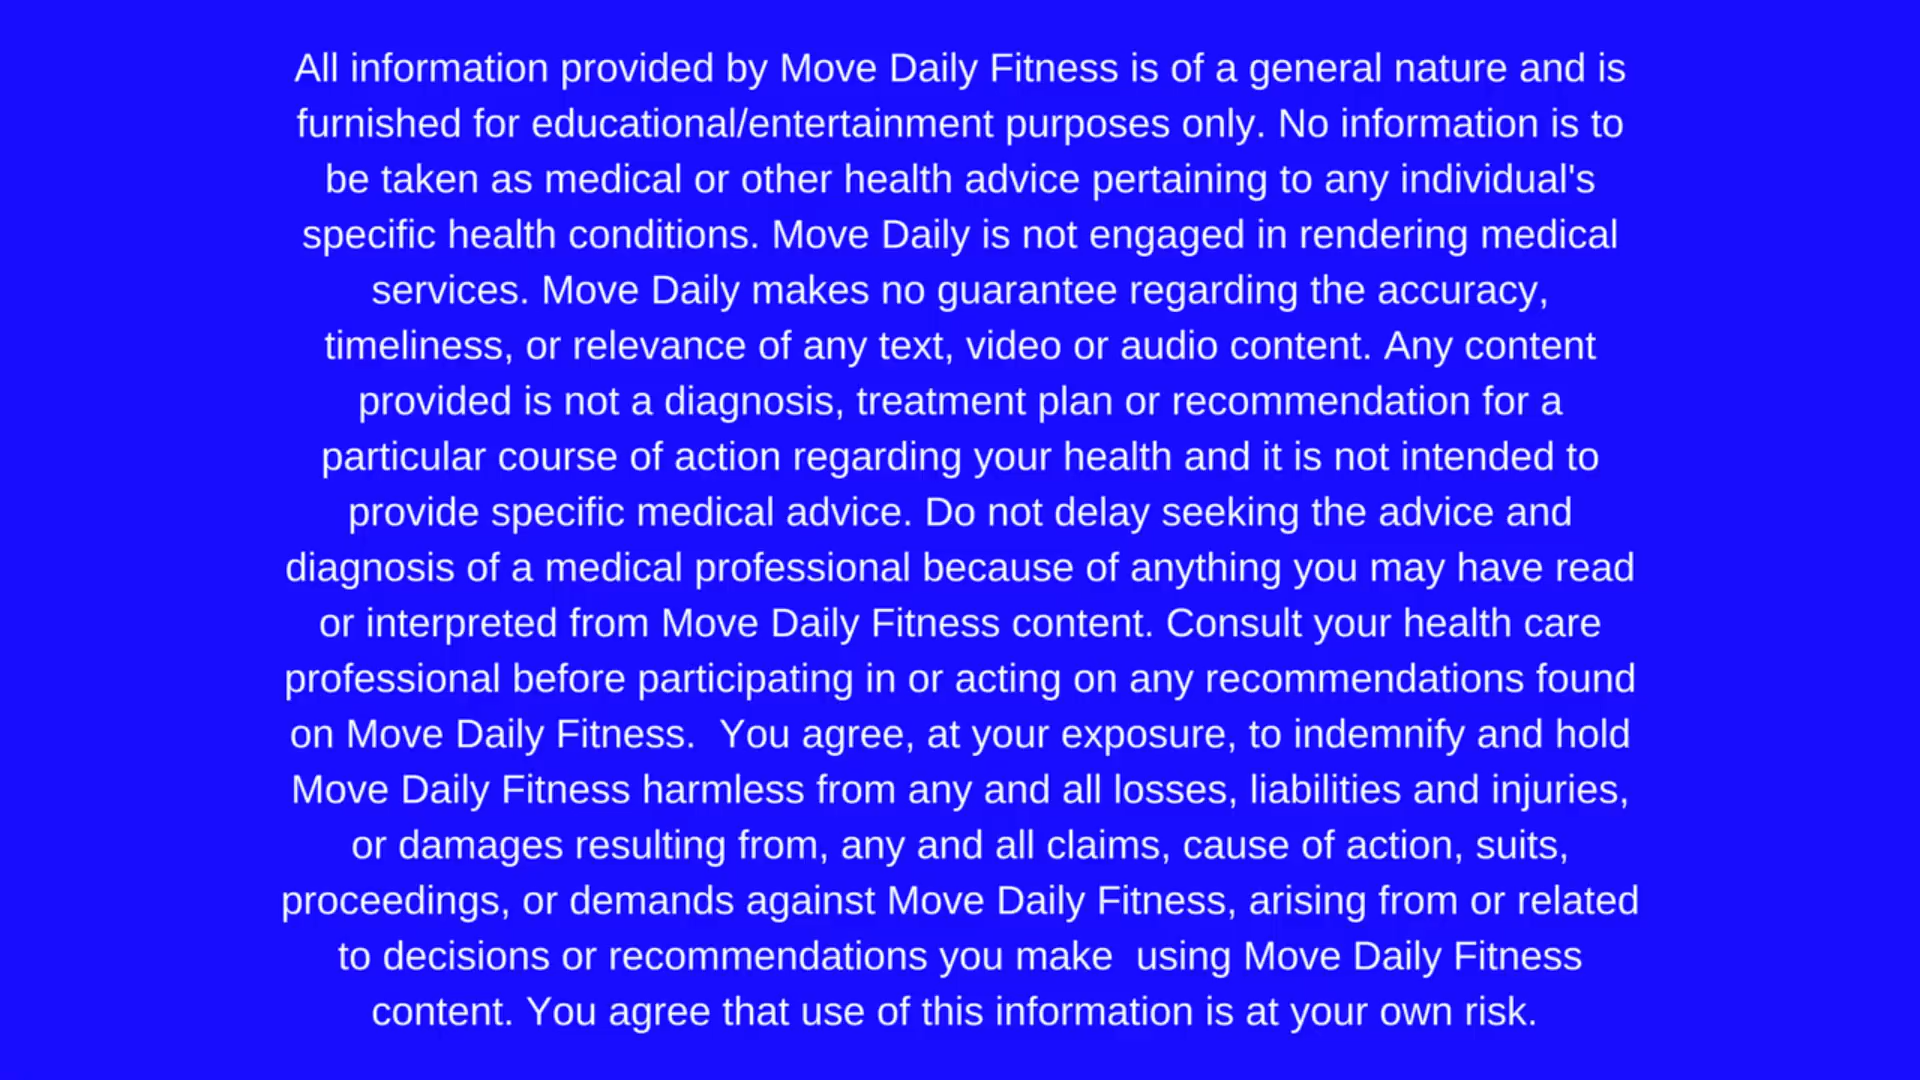 All information provided by Move Daily Fitness is of a general nature and is
furnished for educational/entertainment purposes only. No information is to
be taken as medical or other health advice pertaining to any individual's
specific health conditions. Move Daily is not engaged in rendering medical
services. Move Daily makes no guarantee regarding the accuracy,
timeliness, or relevance of any text, video or audio content. Any content
provided is not a diagnosis, treatment plan or recommendation for a
particular course of action regarding your health and it is not intended to
provide specific medical advice. Do not delay seeking the advice and
diagnosis of a medical professional because of anything you may have read
or interpreted from Move Daily Fitness content. Consult your health care
professional before participating in or acting on any recommendations found
on Move Daily Fitness.  You agree, at your exposure, to indemnify and hold
Move Daily Fitness harmless from any and all losses, liabilities and injuries,
or damages resulting from, any and all claims, cause of action, suits,
proceedings, or demands against Move Daily Fitness, arising from or related
to decisions or recommendations you make  using Move Daily Fitness
content. You agree that use of this information is at your own risk.